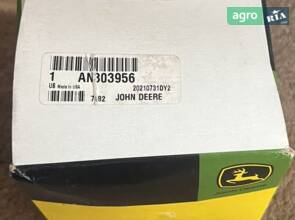 agro RIA
1 AN303956
US Made in USA 20210731DY2
7482 JOHN DEERE